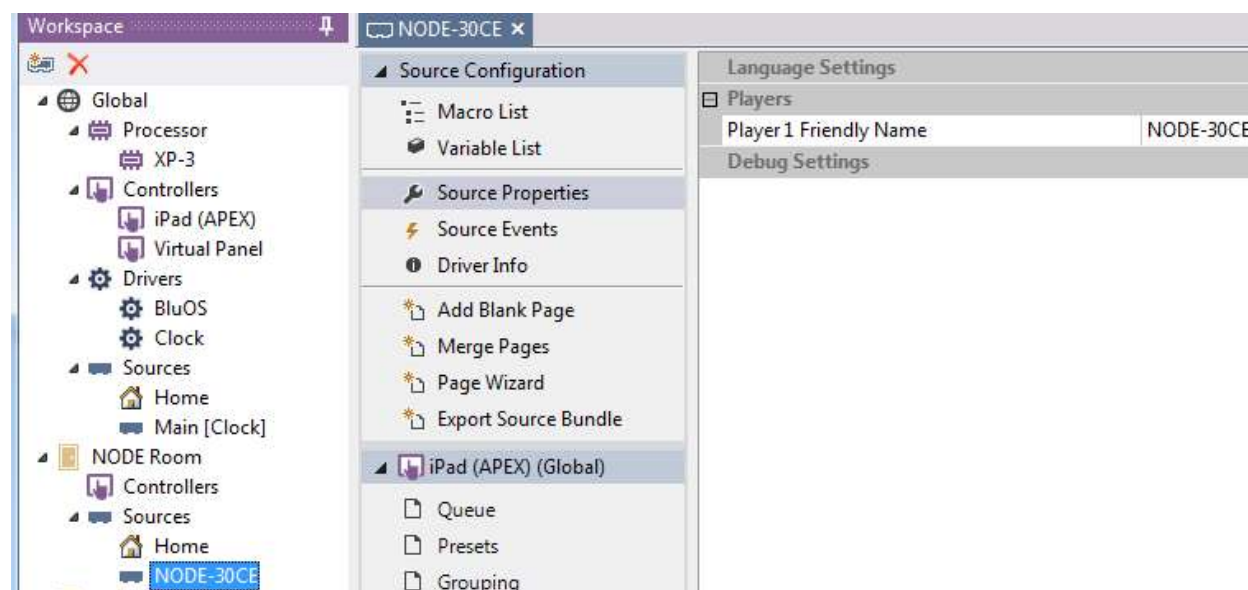 Workspace
Global
Processor
XP-3
Controllers
iPad (APEX)
Virtual Panel
Drivers
BluOS
Clock
Sources
Home
Main [Clock]
NODE Room
Controllers
Sources
Home
NODE-30CE
NODE-30CE
Source Configuration
Macro List
Variable List
Source Properties
Source Events
Driver Info
Add Blank Page
Merge Pages
Page Wizard
Export Source Bundle
iPad (APEX) (Global)
Queue
Presets
Grouping
Language Settings
Players
Player 1 Friendly Name NODE-30CE
Debug Settings